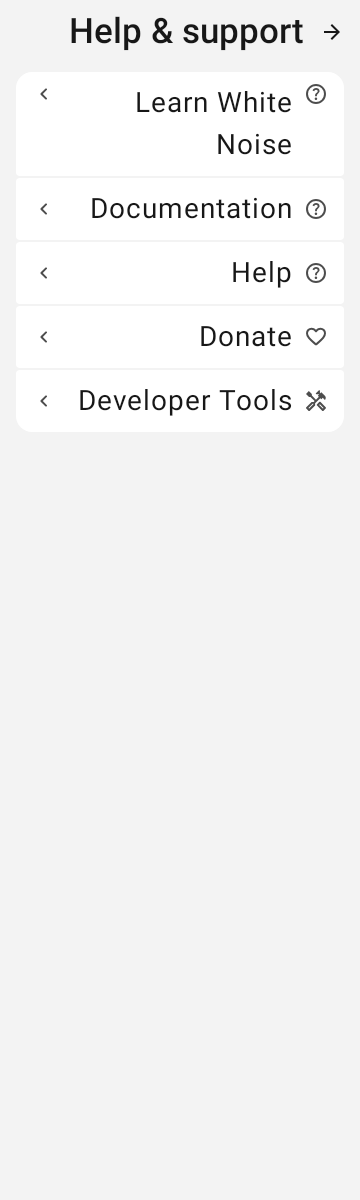 Help & support
Learn White
Noise
Documentation
Help
Donate
Developer Tools